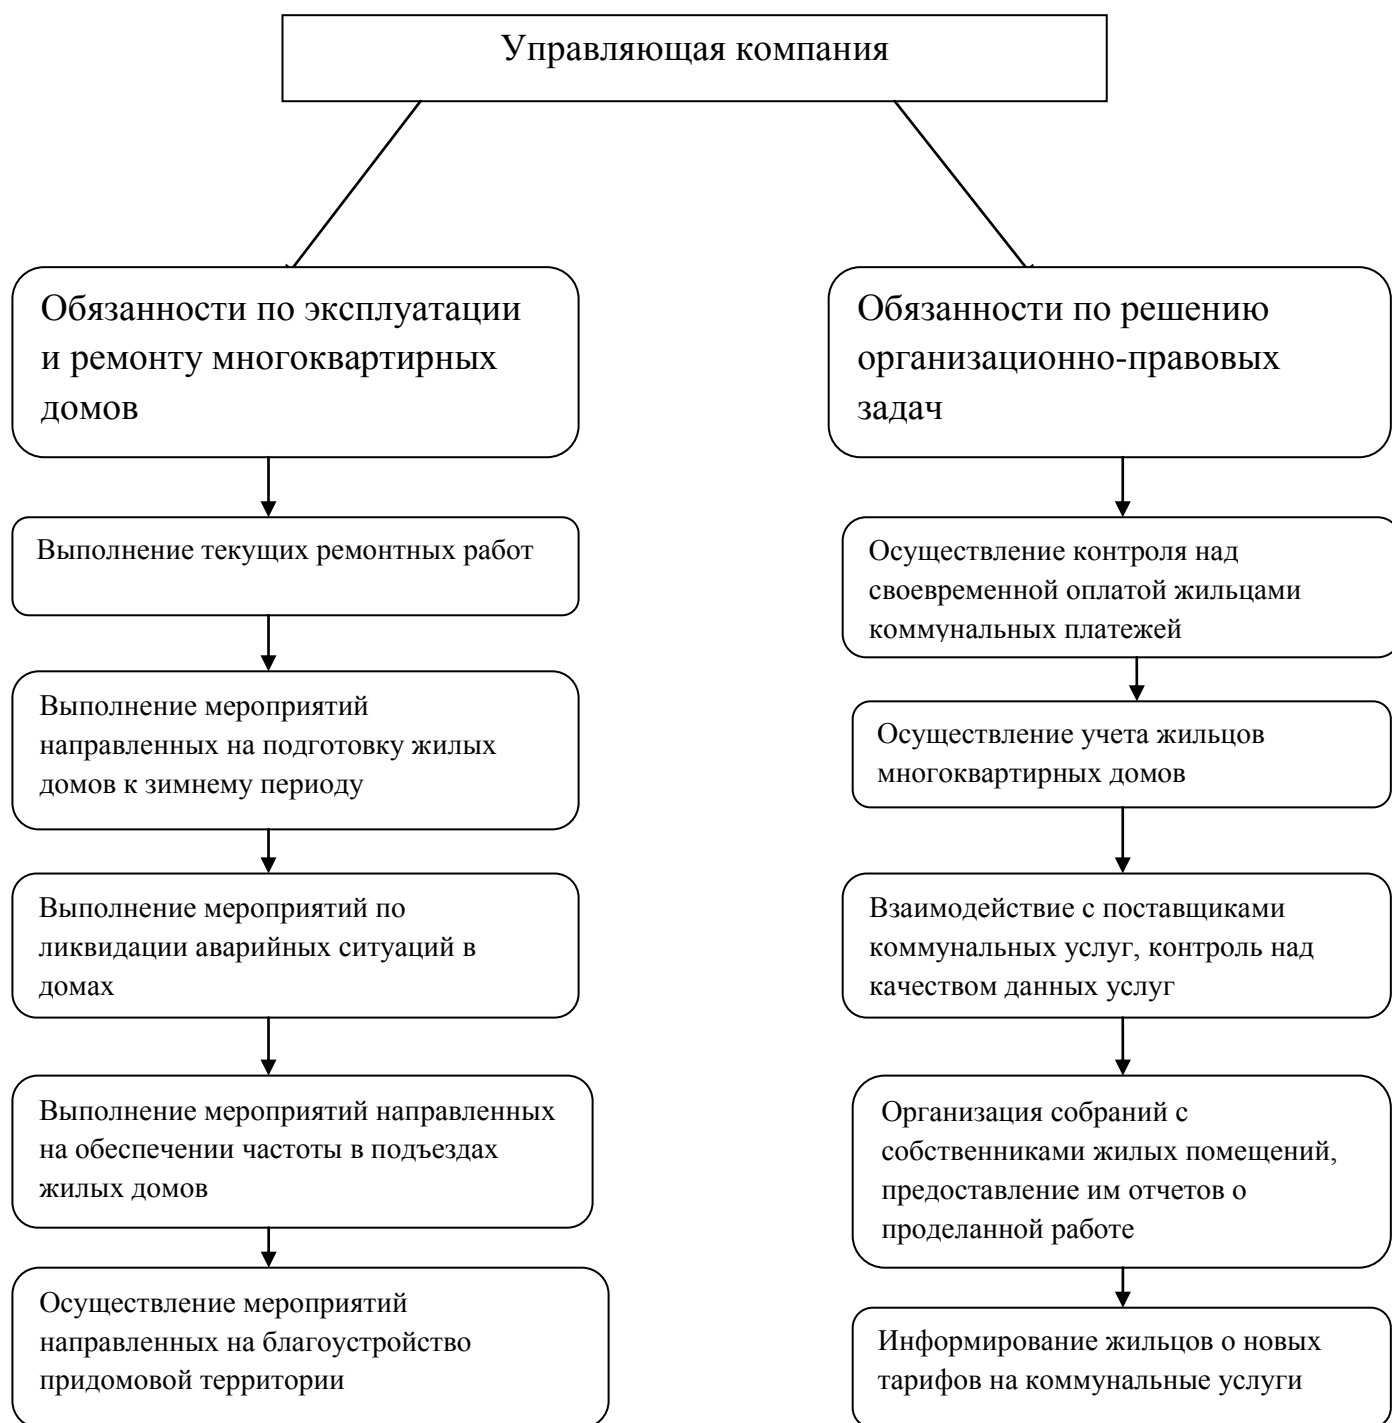 Управляющая компания
Обязанности по эксплуатации
и ремонту многоквартирных
домов
Выполнение текущих ремонтных работ
Выполнение мероприятий
направленных на подготовку жилых
домов к зимнему периоду
Выполнение мероприятий по
ликвидации аварийных ситуаций в
домах
Выполнение мероприятий направленных
на обеспечении частоты в подъездах
жилых домов
Осуществление мероприятий
направленных на благоустройство
придомовой территории
Обязанности по решению
организационно-правовых
задач
Осуществление контроля над
своевременной оплатой жильцами
коммунальных платежей
Осуществление учета жильцов
многоквартирных домов
Взаимодействие с поставщиками
коммунальных услуг, контроль над
качеством данных услуг
Организация собраний с
собственниками жилых помещений,
предоставление им отчетов о
проделанной работе
Информирование жильцов о новых
тарифов на коммунальные услуги